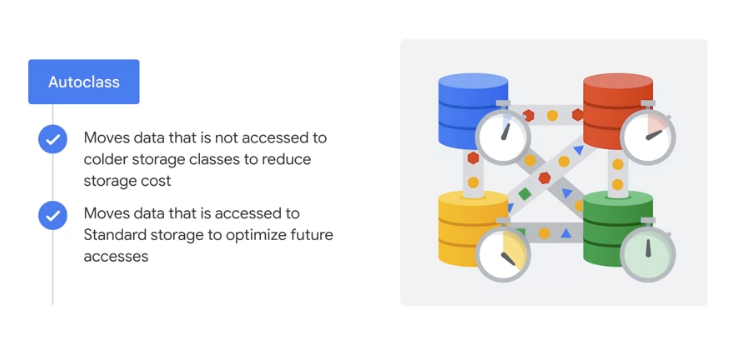 Autoclass
Moves data that is not accessed to
colder storage classes to reduce
storage cost
Moves data that is accessed to
Standard storage to optimize future
accesses